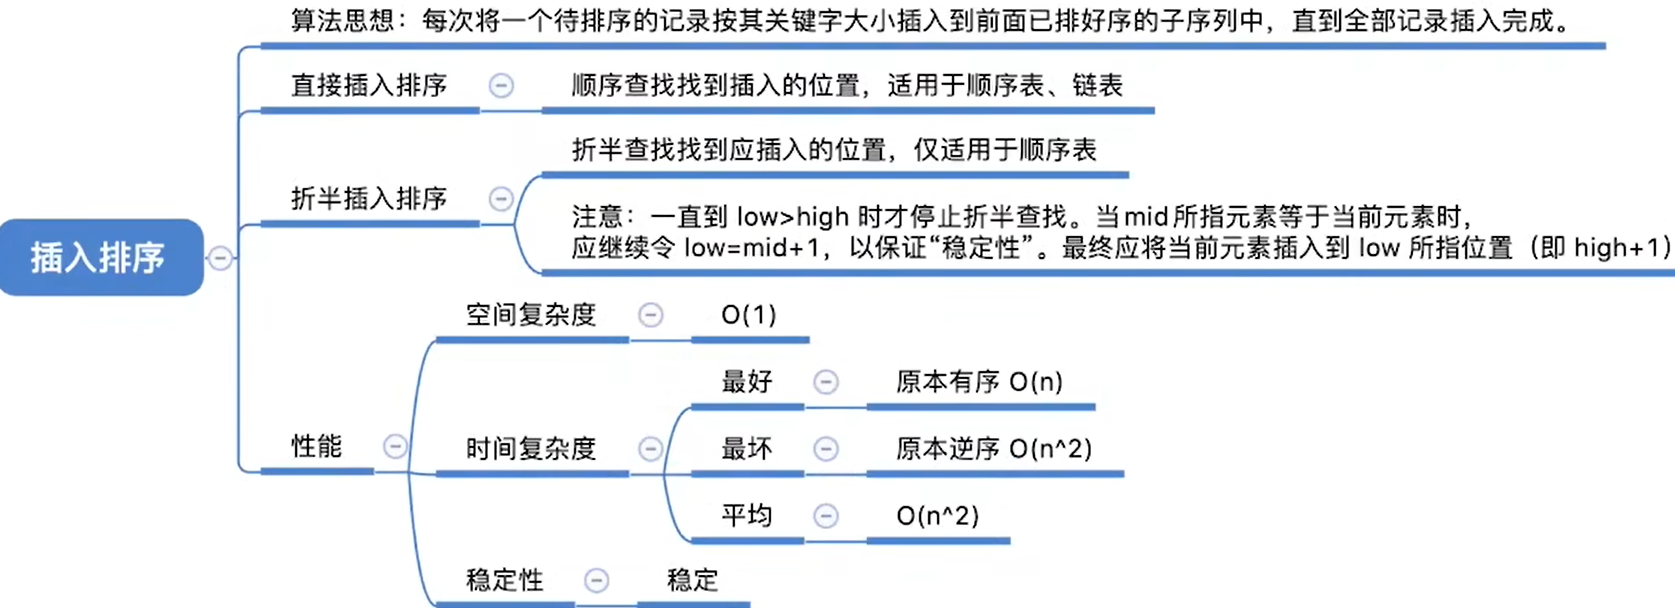 算法思想：每次将一个待排序的记录按其关键字大小插入到前面已排好序的子序列中，直到全部记录插入完成。
直接插入排序
顺序查找找到插入的位置，适用于顺序表、链表
折半查找找到应插入的位置，仅适用于顺序表
折半插入排序
注意：一直到 low>high 时才停止折半查找。当mid所指元素等于当前元素时，
应继续令 low=mid+1，以保证“稳定性”。最终应将当前元素插入到 low 所指位置（即 high+1）
插入排序
空间复杂度
O(1)
最好
原本有序 O(n)
性能
时间复杂度
最坏
原本逆序 O(n^2)
平均
O(n^2)
稳定性
稳定